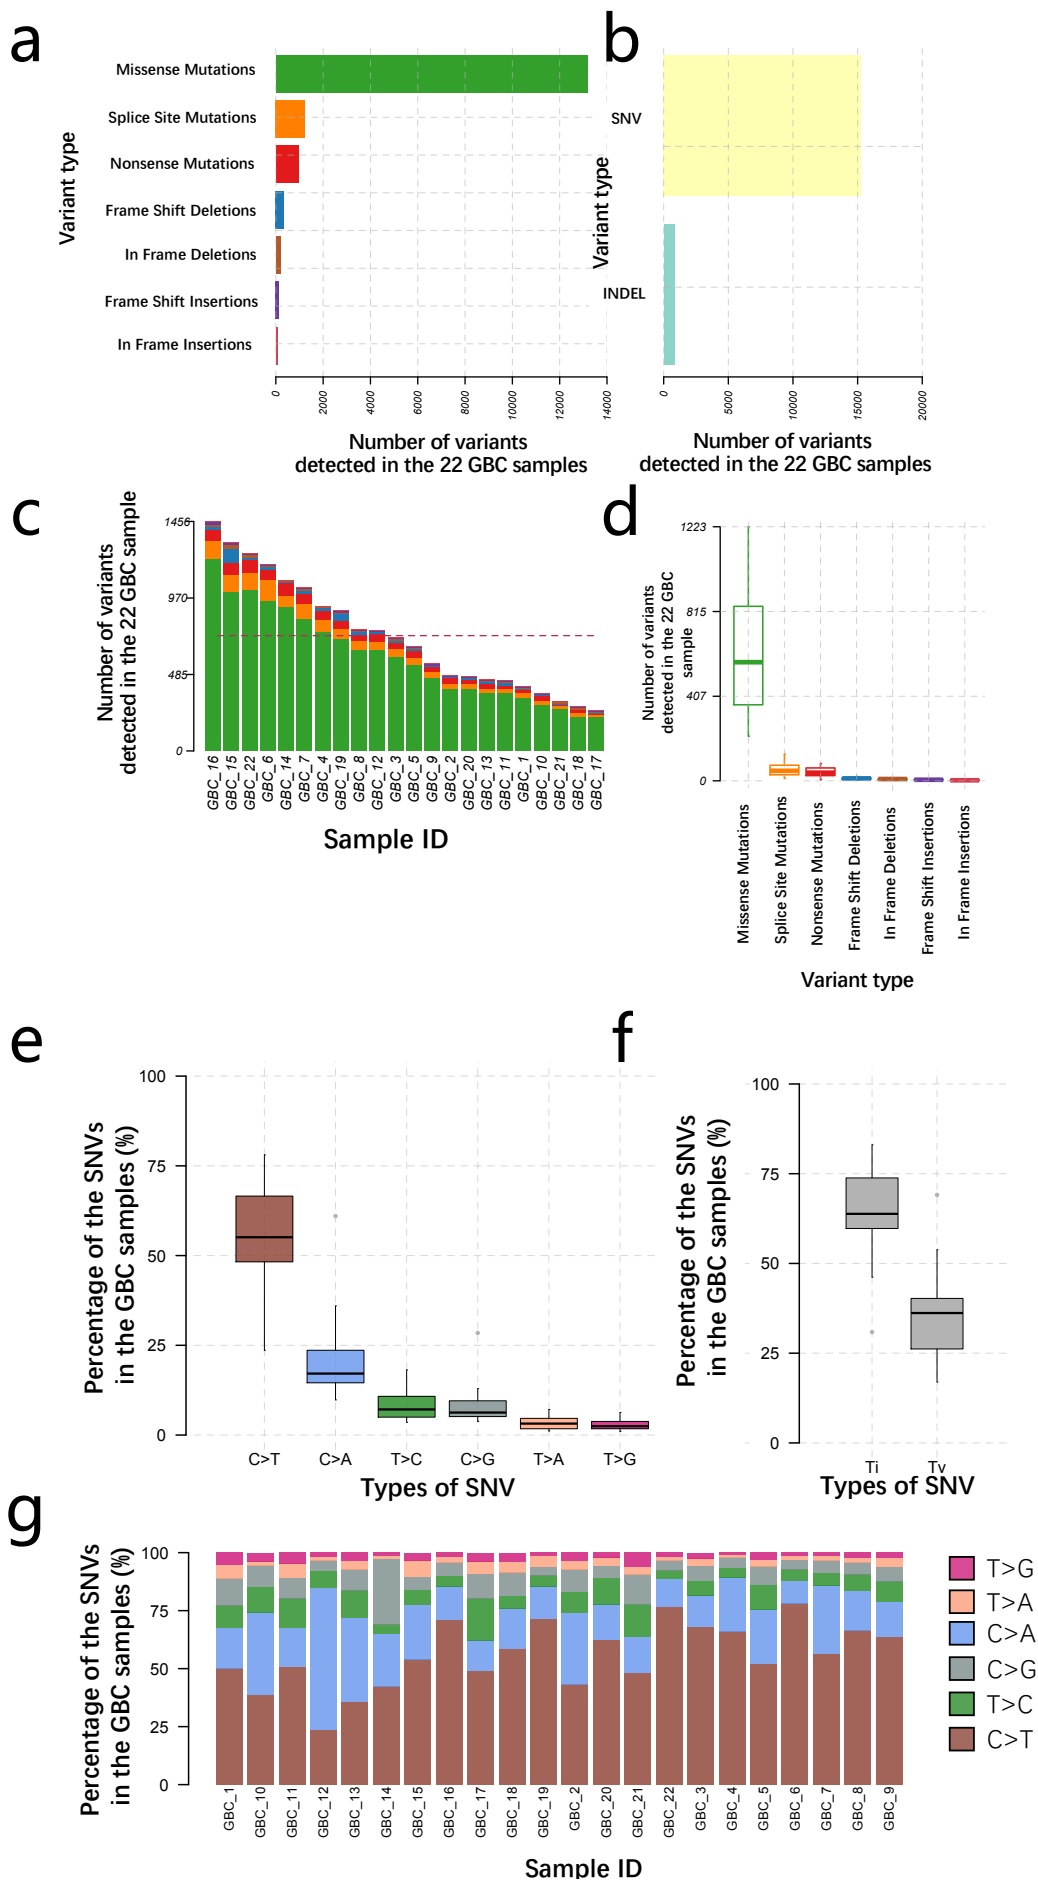 a
Variant type
Missense Mutations
Splice Site Mutations
Nonsense Mutations
Frame Shift Deletions
In Frame Deletions
Frame Shift Insertions
In Frame Insertions
0
2000
4000
6000
8000
10000
12000
14000
Number of variants
detected in the 22 GBC samples
b
Variant type
SNV
INDEL
0
5000
10000
15000
20000
Number of variants
detected in the 22 GBC samples
c
Number of variants
detected in the 22 GBC sample
1456
970
485
0
GBC_16
GBC_15
GBC_22
GBC_6
GBC_14
GBC_7
GBC_4
GBC_19
GBC_8
GBC_12
GBC_3
GBC_5
GBC_9
GBC_2
GBC_20
GBC_13
GBC_11
GBC_1
GBC_10
GBC_21
GBC_18
GBC_17
Sample ID
d
Number of variants
detected in the 22 GBC
sample
1223
815
407
0
Missense Mutations
Splice Site Mutations
Nonsense Mutations
Frame Shift Deletions
In Frame Deletions
Frame Shift Insertions
In Frame Insertions
Variant type
e
Percentage of the SNVs
in the GBC samples (%)
100
75
50
25
0
C>T
C>A
T>C
C>G
T>A
T>G
Types of SNV
f
Percentage of the SNVs
in the GBC samples (%)
100
75
50
25
0
Ti
Tv
Types of SNV
g
Percentage of the SNVs
in the GBC samples (%)
100
75
50
25
0
GBC_1
GBC_10
GBC_11
GBC_12
GBC_13
GBC_14
GBC_15
GBC_16
GBC_17
GBC_18
GBC_19
GBC_2
GBC_20
GBC_21
GBC_22
GBC_3
GBC_4
GBC_5
GBC_6
GBC_7
GBC_8
GBC_9
Sample ID
T>G
T>A
C>A
C>G
T>C
C>T